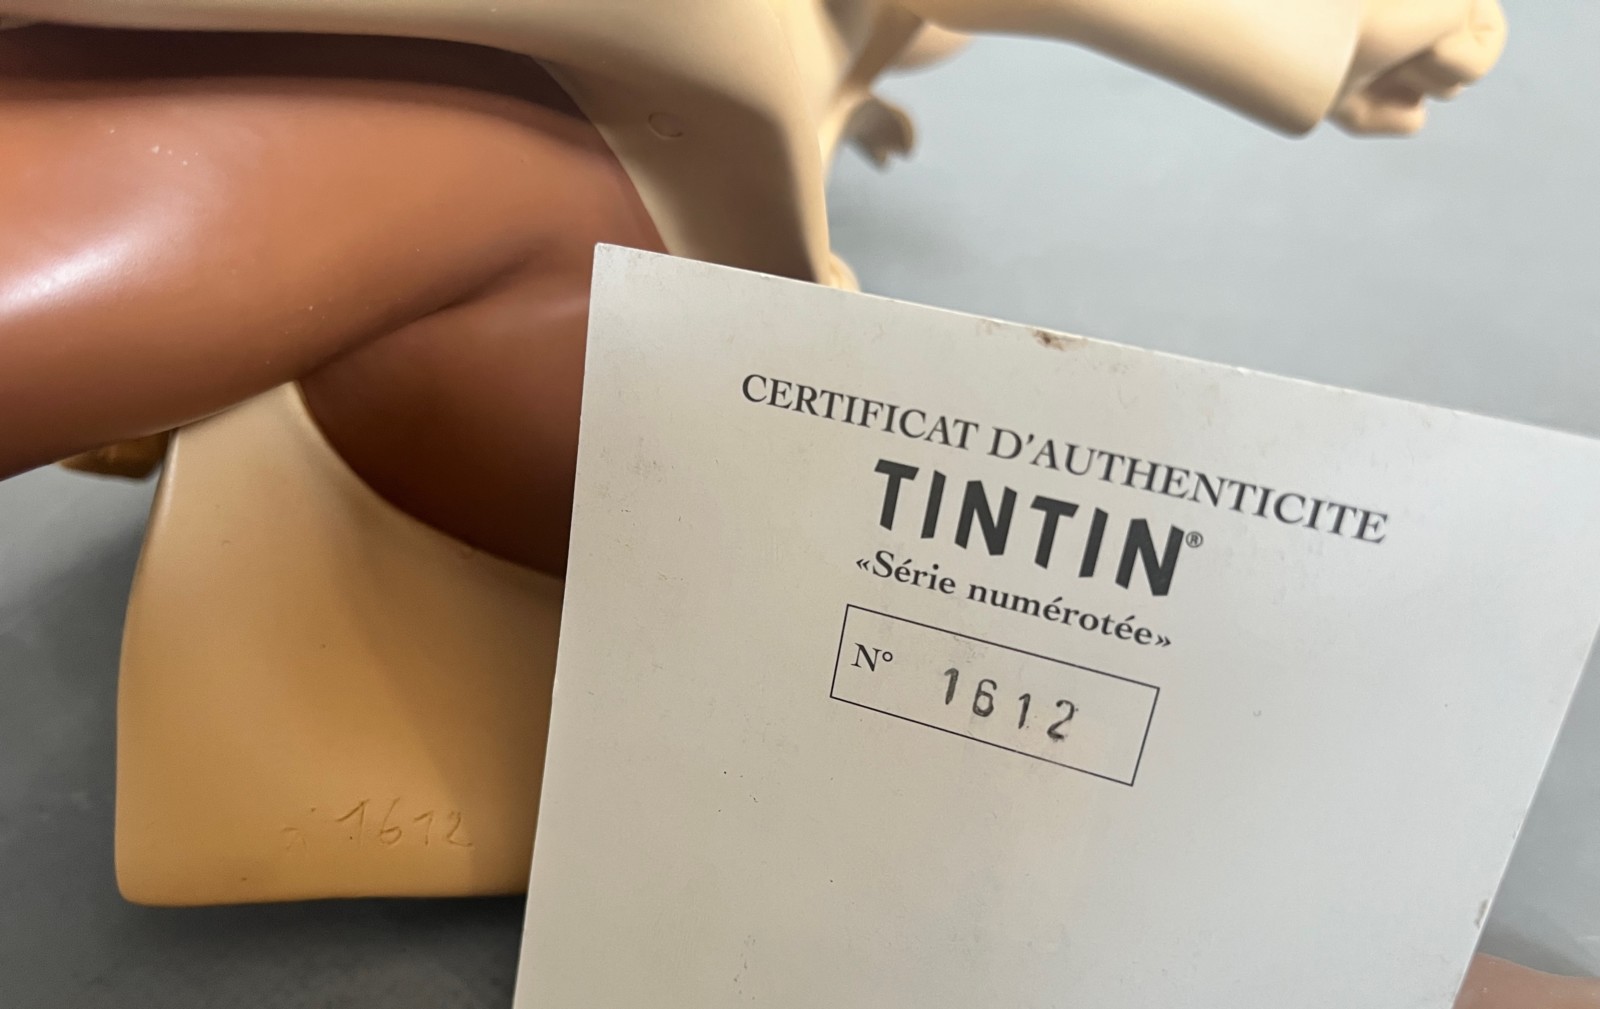 CERTIFICAT D'AUTHENTICITE
TINTIN®
«Série numérotée»
N° 1612
n° 1612